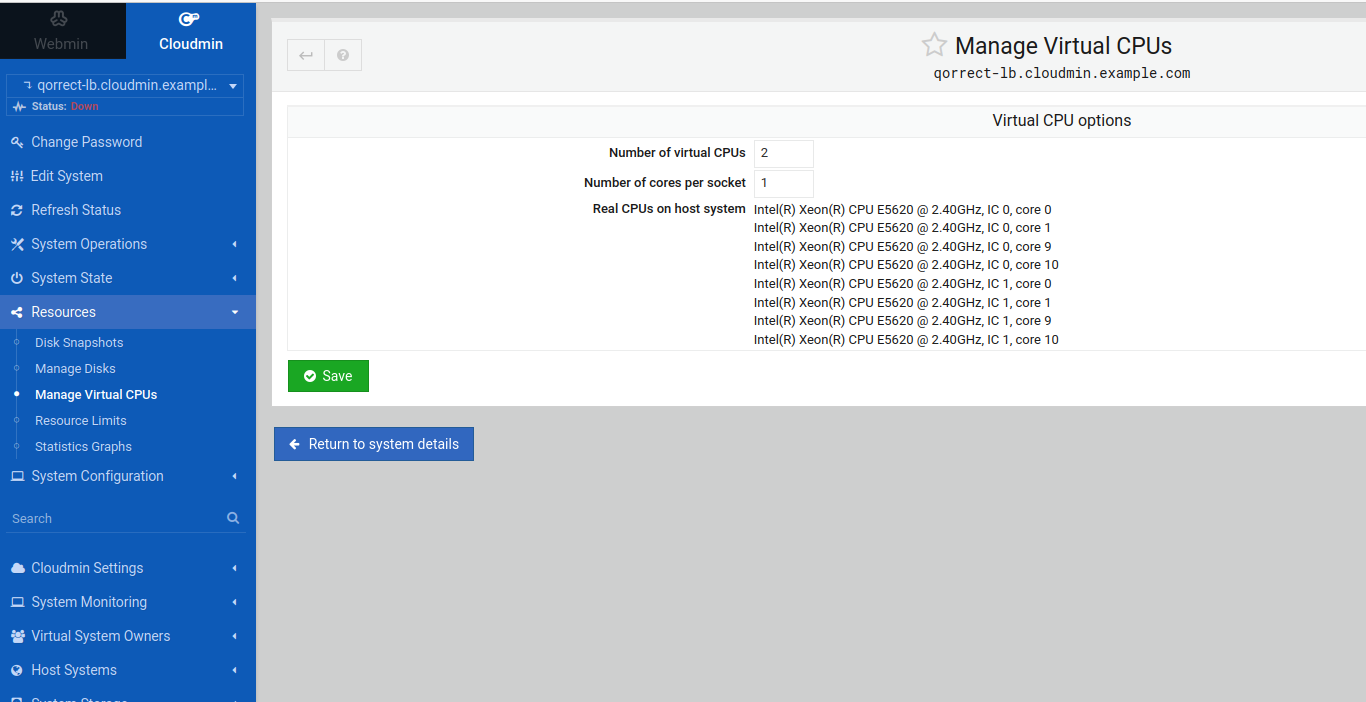 Webmin
Cloudmin
qorrect-lb.cloudmin.exampl...
Status: Down
Change Password
Edit System
Refresh Status
System Operations
System State
Resources
Disk Snapshots
Manage Disks
Manage Virtual CPUs
Resource Limits
Statistics Graphs
System Configuration
Search
Cloudmin Settings
System Monitoring
Virtual System Owners
Host Systems
System Storage
Manage Virtual CPUs
qorrect-lb.cloudmin.example.com
Virtual CPU options
Number of virtual CPUs 2
Number of cores per socket 1
Real CPUs on host system Intel(R) Xeon(R) CPU E5620 @ 2.40GHz, IC 0, core 0
Intel(R) Xeon(R) CPU E5620 @ 2.40GHz, IC 0, core 1
Intel(R) Xeon(R) CPU E5620 @ 2.40GHz, IC 0, core 9
Intel(R) Xeon(R) CPU E5620 @ 2.40GHz, IC 0, core 10
Intel(R) Xeon(R) CPU E5620 @ 2.40GHz, IC 1, core 0
Intel(R) Xeon(R) CPU E5620 @ 2.40GHz, IC 1, core 1
Intel(R) Xeon(R) CPU E5620 @ 2.40GHz, IC 1, core 9
Intel(R) Xeon(R) CPU E5620 @ 2.40GHz, IC 1, core 10
Save
Return to system details